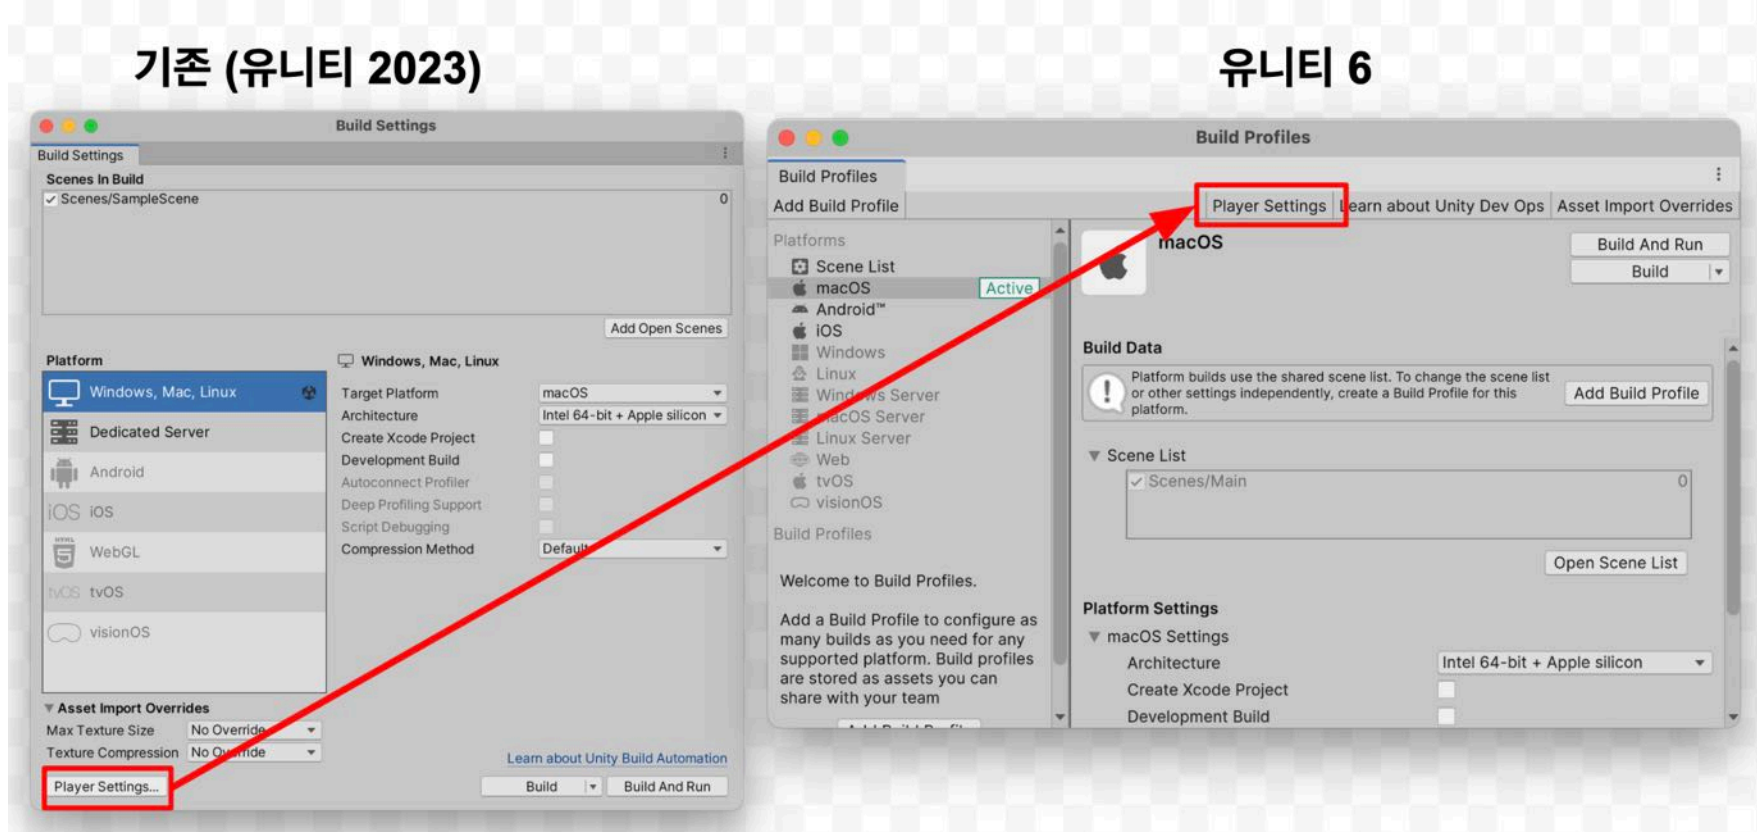 기존 (유니티 2023)
유니티 6
Build Settings
Build Settings
Scenes In Build
Scenes/SampleScene 0
Add Open Scenes
Platform
Windows, Mac, Linux
Dedicated Server
Android
iOS iOS
WebGL
tvOS tvOS
visionOS
Windows, Mac, Linux
Target Platform macOS
Architecture Intel 64-bit + Apple silicon
Create Xcode Project
Development Build
Autoconnect Profiler
Deep Profiling Support
Script Debugging
Compression Method Default
Asset Import Overrides
Max Texture Size No Override
Texture Compression No Override
Learn about Unity Build Automation
Player Settings...
Build
Build And Run
Build Profiles
Build Profiles
Add Build Profile
Player Settings
Learn about Unity Dev Ops
Asset Import Overrides
Platforms
Scene List
macOS Active
Android™
iOS
Windows
Linux
Windows Server
macOS Server
Linux Server
Web
tvOS
visionOS
Build Profiles
Welcome to Build Profiles.
Add a Build Profile to configure as
many builds as you need for any
supported platform. Build profiles
are stored as assets you can
share with your team
macOS
Build And Run
Build
Build Data
Platform builds use the shared scene list. To change the scene list
or other settings independently, create a Build Profile for this
platform.
Add Build Profile
Scene List
Scenes/Main 0
Open Scene List
Platform Settings
macOS Settings
Architecture Intel 64-bit + Apple silicon
Create Xcode Project
Development Build